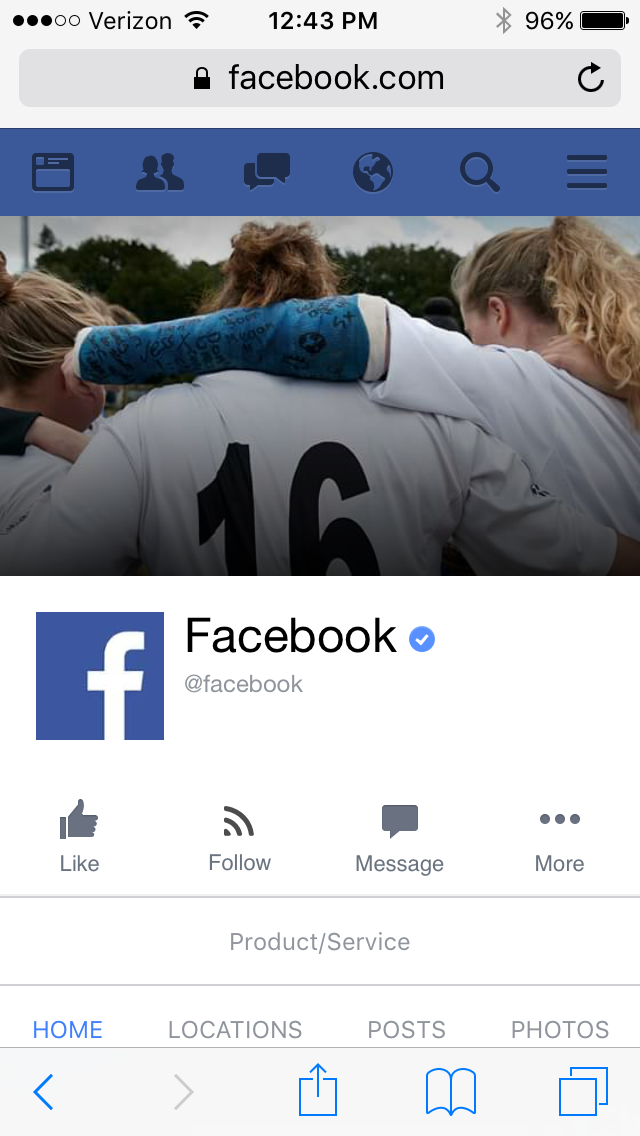 Verizon 12:43 PM 96%
facebook.com
16
f
Facebook
@facebook
Like Follow Message More
Product/Service
HOME LOCATIONS POSTS PHOTOS